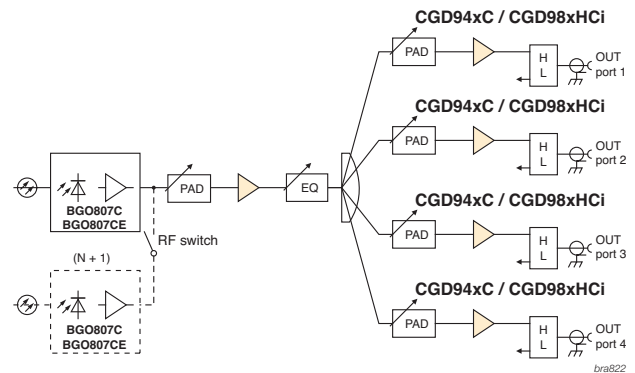 CGD94xC / CGD98xHCi
PAD
H
L
OUT
port 1
CGD94xC / CGD98xHCi
PAD
H
L
OUT
port 2
BGO807C
BGO807CE
PAD
EQ
RF switch
(N + 1)
BGO807C
BGO807CE
CGD94xC / CGD98xHCi
PAD
H
L
OUT
port 3
CGD94xC / CGD98xHCi
PAD
H
L
OUT
port 4
bra822